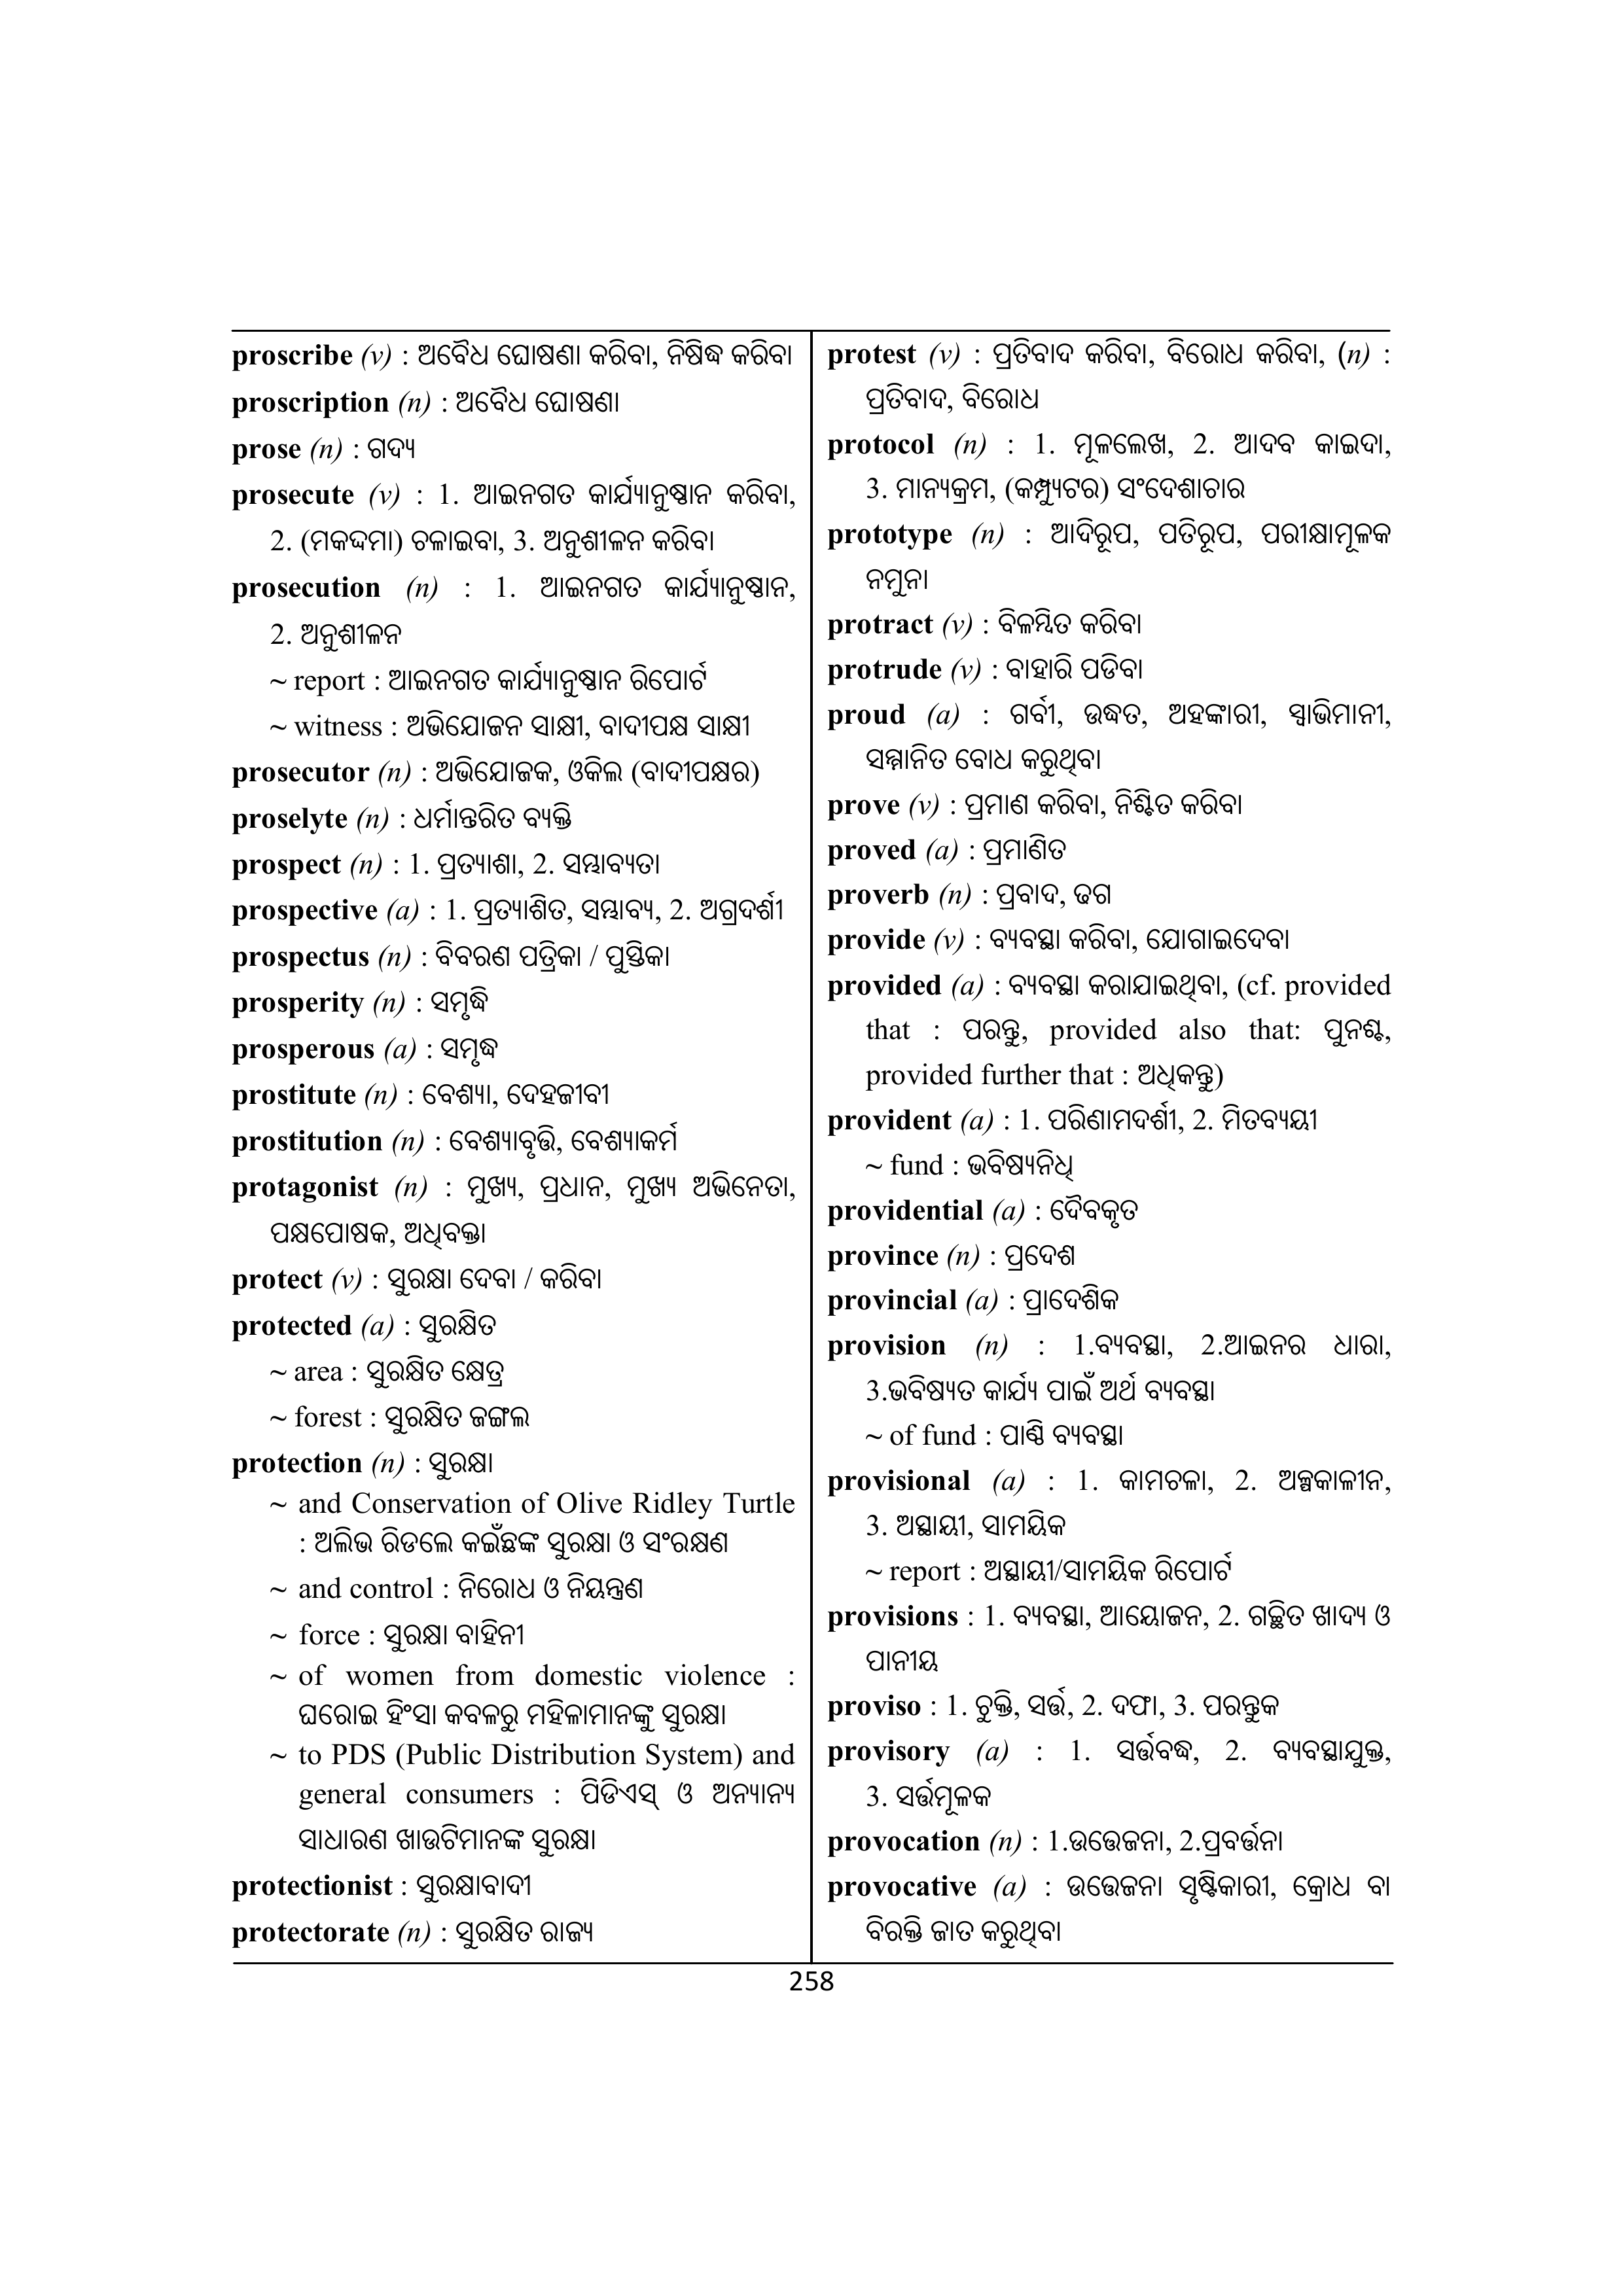 proscribe (v) : ଅବୈଧ ଘୋଷଣା କରିବା, ନିଷିଦ୍ଧ କରିବା
proscription (n) : ଅବୈଧ ଘୋଷଣା
prose (n) : ଗଦ୍ୟ
prosecute (v) : 1. ଆଇନଗତ କାର୍ଯ୍ୟାନୁଷ୍ଠାନ କରିବା,
2. (ମକଦ୍ଦମା) ଚଳାଇବା, 3. ଅନୁଶୀଳନ କରିବା
prosecution (n) : 1. ଆଇନଗତ କାର୍ଯ୍ୟାନୁଷ୍ଠାନ,
2. ଅନୁଶୀଳନ
~ report : ଆଇନଗତ କାର୍ଯ୍ୟାନୁଷ୍ଠାନ ରିପୋର୍ଟ
~ witness : ଅଭିଯୋଜନ ସାକ୍ଷୀ, ବାଦୀପକ୍ଷ ସାକ୍ଷୀ
prosecutor (n) : ଅଭିଯୋଜକ, ଓକିଲ (ବାଦୀପକ୍ଷର)
proselyte (n) : ଧର୍ମାନ୍ତରିତ ବ୍ୟକ୍ତି
prospect (n) : 1. ପ୍ରତ୍ୟାଶା, 2. ସମ୍ଭାବ୍ୟତା
prospective (a) : 1. ପ୍ରତ୍ୟାଶିତ, ସମ୍ଭାବ୍ୟ, 2. ଅଗ୍ରଦର୍ଶୀ
prospectus (n) : ବିବରଣ ପତ୍ରିକା / ପୁସ୍ତିକା
prosperity (n) : ସମୃଦ୍ଧି
prosperous (a) : ସମୃଦ୍ଧ
prostitute (n) : ବେଶ୍ୟା, ଦେହଜୀବୀ
prostitution (n) : ବେଶ୍ୟାବୃତ୍ତି, ବେଶ୍ୟାକର୍ମ
protagonist (n) : ମୁଖ୍ୟ, ପ୍ରଧାନ, ମୁଖ୍ୟ ଅଭିନେତା,
ପକ୍ଷପୋଷକ, ଅଧିବକ୍ତା
protect (v) : ସୁରକ୍ଷା ଦେବା / କରିବା
protected (a) : ସୁରକ୍ଷିତ
~ area : ସୁରକ୍ଷିତ କ୍ଷେତ୍ର
~ forest : ସୁରକ୍ଷିତ ଜଙ୍ଗଲ
protection (n) : ସୁରକ୍ଷା
~ and Conservation of Olive Ridley Turtle
: ଅଲିଭ ରିଡଲେ କଇଁଛଙ୍କ ସୁରକ୍ଷା ଓ ସଂରକ୍ଷଣ
~ and control : ନିରୋଧ ଓ ନିୟନ୍ତ୍ରଣ
~ force : ସୁରକ୍ଷା ବାହିନୀ
~ of women from domestic violence :
ଘରୋଇ ହିଂସା କବଳରୁ ମହିଳାମାନଙ୍କୁ ସୁରକ୍ଷା
~ to PDS (Public Distribution System) and
general consumers : ପିଡିଏସ୍ ଓ ଅନ୍ୟାନ୍ୟ
ସାଧାରଣ ଖାଉଟିମାନଙ୍କ ସୁରକ୍ଷା
protectionist : ସୁରକ୍ଷାବାଦୀ
protectorate (n) : ସୁରକ୍ଷିତ ରାଜ୍ୟ
protest (v) : ପ୍ରତିବାଦ କରିବା, ବିରୋଧ କରିବା, (n) :
ପ୍ରତିବାଦ, ବିରୋଧ
protocol (n) : 1. ମୂଳଲେଖ, 2. ଆଦବ କାଇଦା,
3. ମାନ୍ୟକ୍ରମ, (କମ୍ପ୍ୟୁଟର) ସଂଦେଶାଚାର
prototype (n) : ଆଦିରୂପ, ପତିରୂପ, ପରୀକ୍ଷାମୂଳକ
ନମୁନା
protract (v) : ବିଳମ୍ବିତ କରିବା
protrude (v) : ବାହାରି ପଡିବା
proud (a) : ଗର୍ବୀ, ଉଦ୍ଧତ, ଅହଙ୍କାରୀ, ସ୍ୱାଭିମାନୀ,
ସମ୍ମାନିତ ବୋଧ କରୁଥିବା
prove (v) : ପ୍ରମାଣ କରିବା, ନିଶ୍ଚିତ କରିବା
proved (a) : ପ୍ରମାଣିତ
proverb (n) : ପ୍ରବାଦ, ଢଗ
provide (v) : ବ୍ୟବସ୍ଥା କରିବା, ଯୋଗାଇଦେବା
provided (a) : ବ୍ୟବସ୍ଥା କରାଯାଇଥିବା, (cf. provided
that : ପରନ୍ତୁ, provided also that: ପୁନଶ୍ଚ,
provided further that : ଅଧିକନ୍ତୁ)
provident (a) : 1. ପରିଣାମଦର୍ଶୀ, 2. ମିତବ୍ୟୟୀ
~ fund : ଭବିଷ୍ୟନିଧି
providential (a) : ଦୈବକୃତ
province (n) : ପ୍ରଦେଶ
provincial (a) : ପ୍ରାଦେଶିକ
provision (n) : 1.ବ୍ୟବସ୍ଥା, 2.ଆଇନର ଧାରା,
3.ଭବିଷ୍ୟତ କାର୍ଯ୍ୟ ପାଇଁ ଅର୍ଥ ବ୍ୟବସ୍ଥା
~ of fund : ପାଣ୍ଠି ବ୍ୟବସ୍ଥା
provisional (a) : 1. କାମଚଳା, 2. ଅଳ୍ପକାଳୀନ,
3. ଅସ୍ଥାୟୀ, ସାମୟିକ
~ report : ଅସ୍ଥାୟୀ/ସାମୟିକ ରିପୋର୍ଟ
provisions : 1. ବ୍ୟବସ୍ଥା, ଆୟୋଜନ, 2. ଗଚ୍ଛିତ ଖାଦ୍ୟ ଓ
ପାନୀୟ
proviso : 1. ଚୁକ୍ତି, ସର୍ତ୍ତ, 2. ଦଫା, 3. ପରନ୍ତୁକ
provisory (a) : 1. ସର୍ତ୍ତବଦ୍ଧ, 2. ବ୍ୟବସ୍ଥାଯୁକ୍ତ,
3. ସର୍ତ୍ତମୂଳକ
provocation (n) : 1.ଉତ୍ତେଜନା, 2.ପ୍ରବର୍ତ୍ତନା
provocative (a) : ଉତ୍ତେଜନା ସୃଷ୍ଟିକାରୀ, କ୍ରୋଧ ବା
ବିରକ୍ତି ଜାତ କରୁଥିବା
258